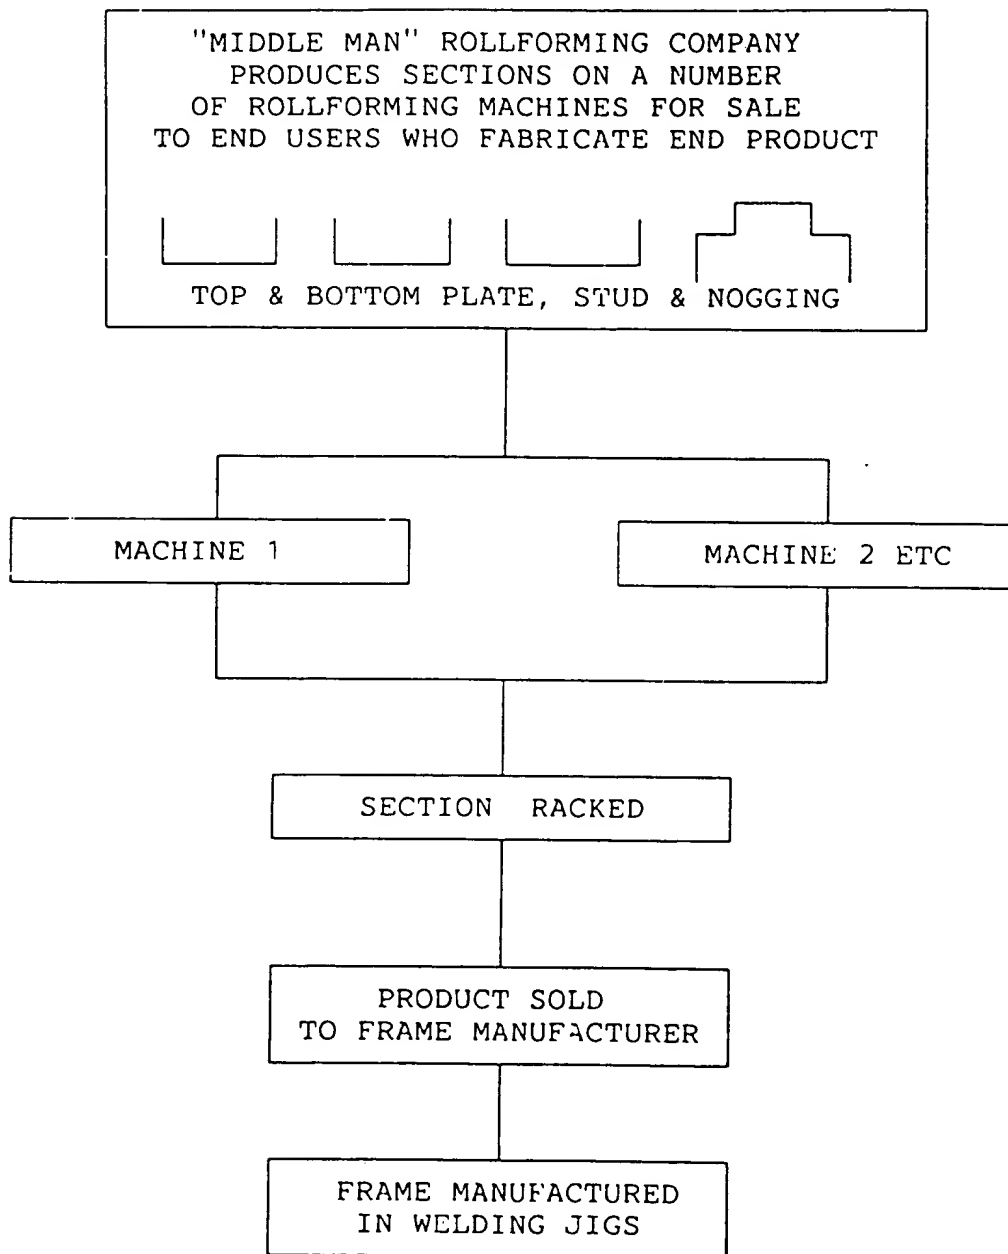 "MIDDLE MAN" ROLLFORMING COMPANY
PRODUCES SECTIONS ON A NUMBER
OF ROLLFORMING MACHINES FOR SALE
TO END USERS WHO FABRICATE END PRODUCT
TOP & BOTTOM PLATE, STUD & NOGGING
MACHINE 1
MACHINE 2 ETC
SECTION RACKED
PRODUCT SOLD
TO FRAME MANUFACTURER
FRAME MANUFACTURED
IN WELDING JIGS